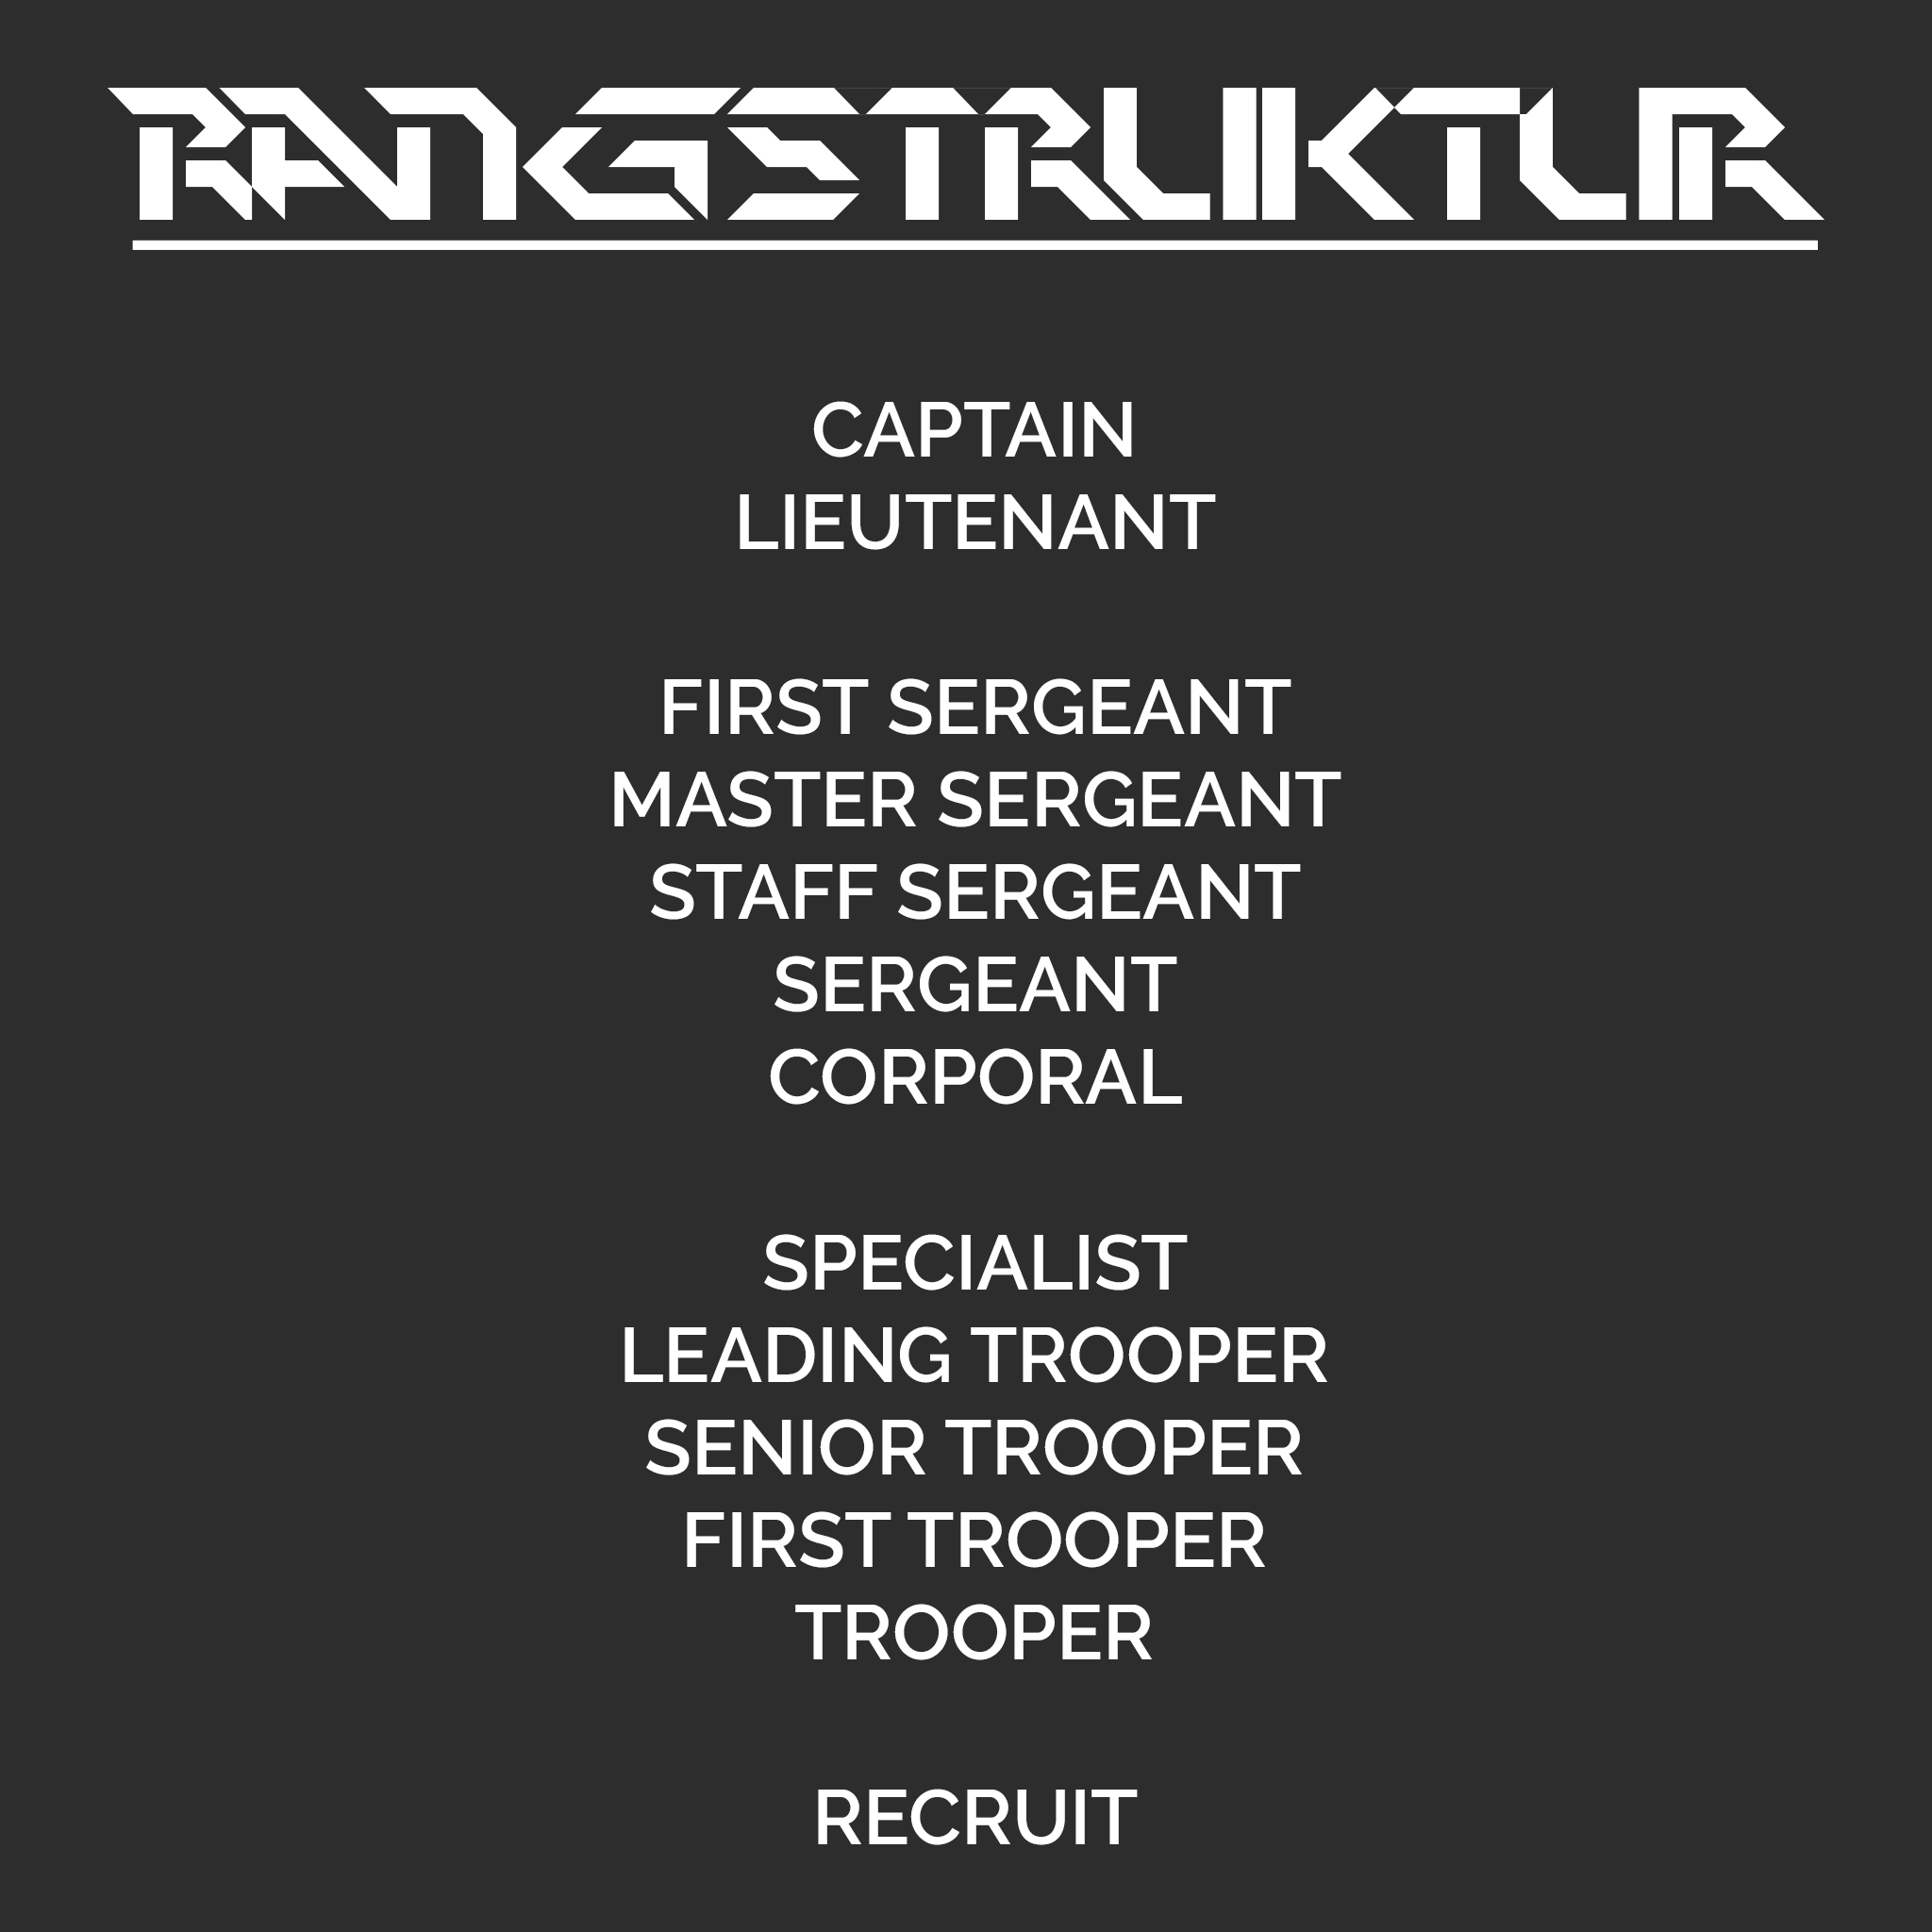 RANGSTRUKTUR
CAPTAIN
LIEUTENANT
FIRST SERGEANT
MASTER SERGEANT
STAFF SERGEANT
SERGEANT
CORPORAL
SPECIALIST
LEADING TROOPER
SENIOR TROOPER
FIRST TROOPER
TROOPER
RECRUIT